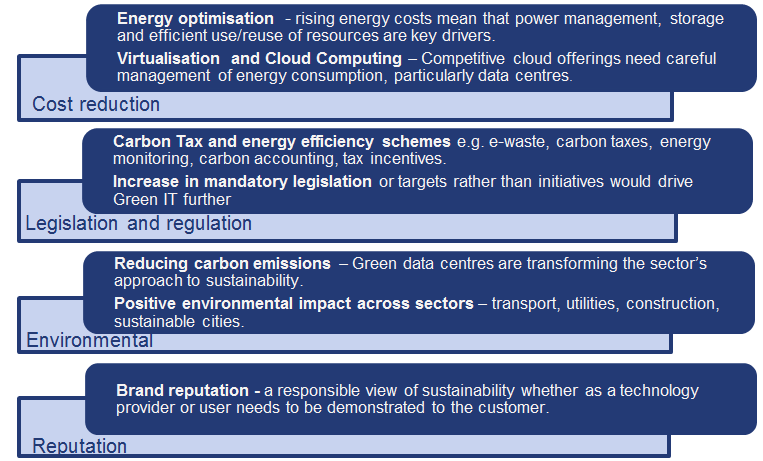 Energy optimisation - rising energy costs mean that power management, storage
and efficient use/reuse of resources are key drivers.
Virtualisation and Cloud Computing – Competitive cloud offerings need careful
management of energy consumption, particularly data centres.
Cost reduction
Carbon Tax and energy efficiency schemes e.g. e-waste, carbon taxes, energy
monitoring, carbon accounting, tax incentives.
Increase in mandatory legislation or targets rather than initiatives would drive
Green IT further
Legislation and regulation
Reducing carbon emissions – Green data centres are transforming the sector's
approach to sustainability.
Positive environmental impact across sectors – transport, utilities, construction,
sustainable cities.
Environmental
Brand reputation - a responsible view of sustainability whether as a technology
provider or user needs to be demonstrated to the customer.
Reputation